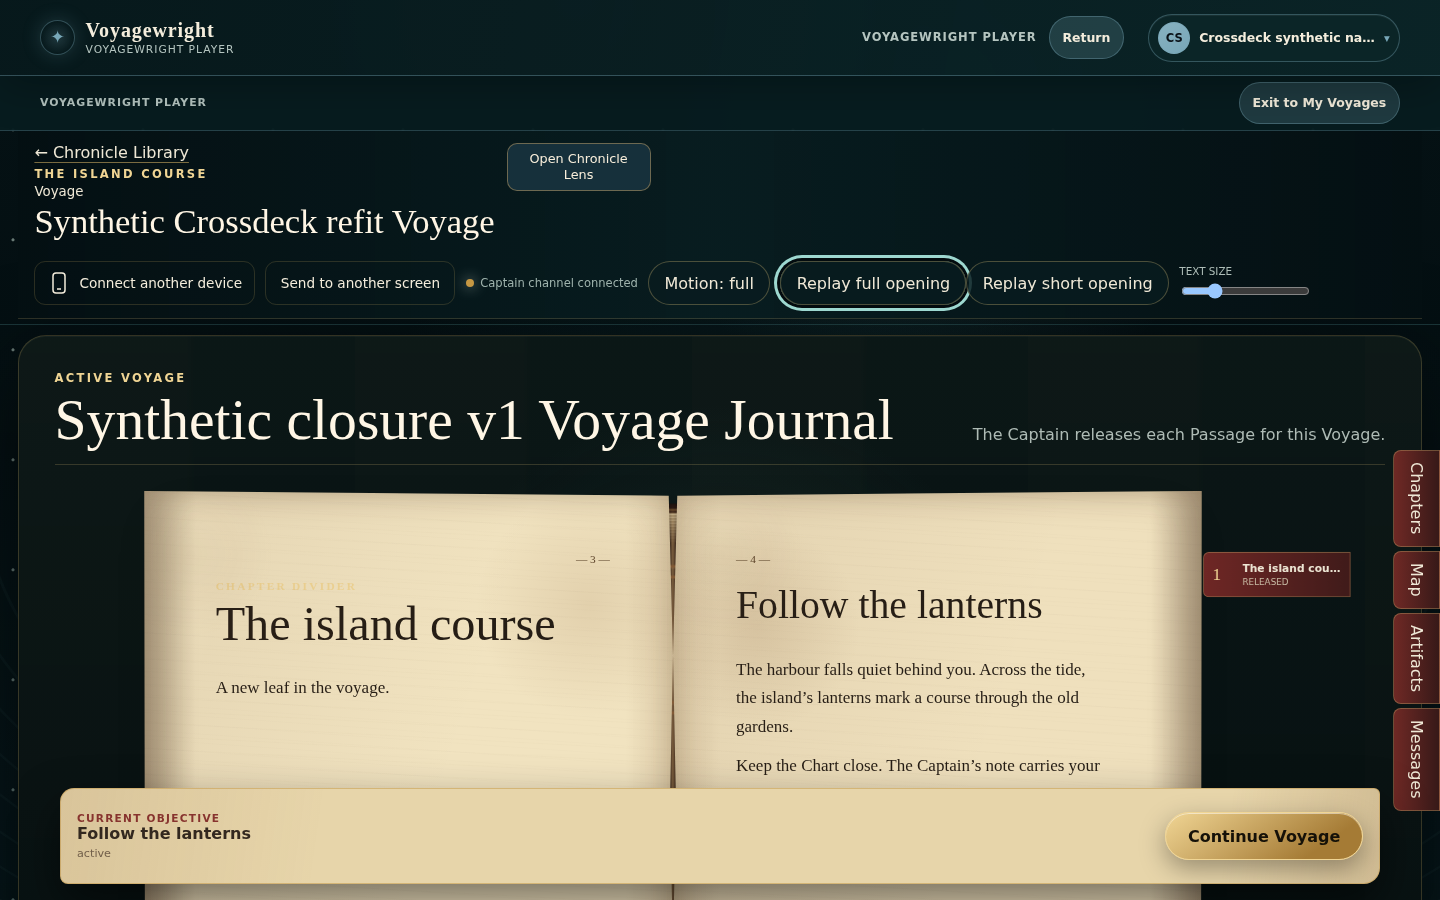 ✦ Voyagewright
VOYAGEWRIGHT PLAYER
VOYAGEWRIGHT PLAYER
Return
CS
Crossdeck synthetic na… ▾
VOYAGEWRIGHT PLAYER
Exit to My Voyages
← Chronicle Library
THE ISLAND COURSE
Voyage
Synthetic Crossdeck refit Voyage
Open Chronicle
Lens
Connect another device
Send to another screen
Captain channel connected
Motion: full
Replay full opening
Replay short opening
TEXT SIZE
ACTIVE VOYAGE
Synthetic closure v1 Voyage Journal
The Captain releases each Passage for this Voyage.
— 3 —
CHAPTER DIVIDER
The island course
A new leaf in the voyage.
— 4 —
Follow the lanterns
The harbour falls quiet behind you. Across the tide,
the island’s lanterns mark a course through the old
gardens.
Keep the Chart close. The Captain’s note carries your
1
The island cou…
RELEASED
Chapters
Map
Artifacts
Messages
CURRENT OBJECTIVE
Follow the lanterns
active
Continue Voyage